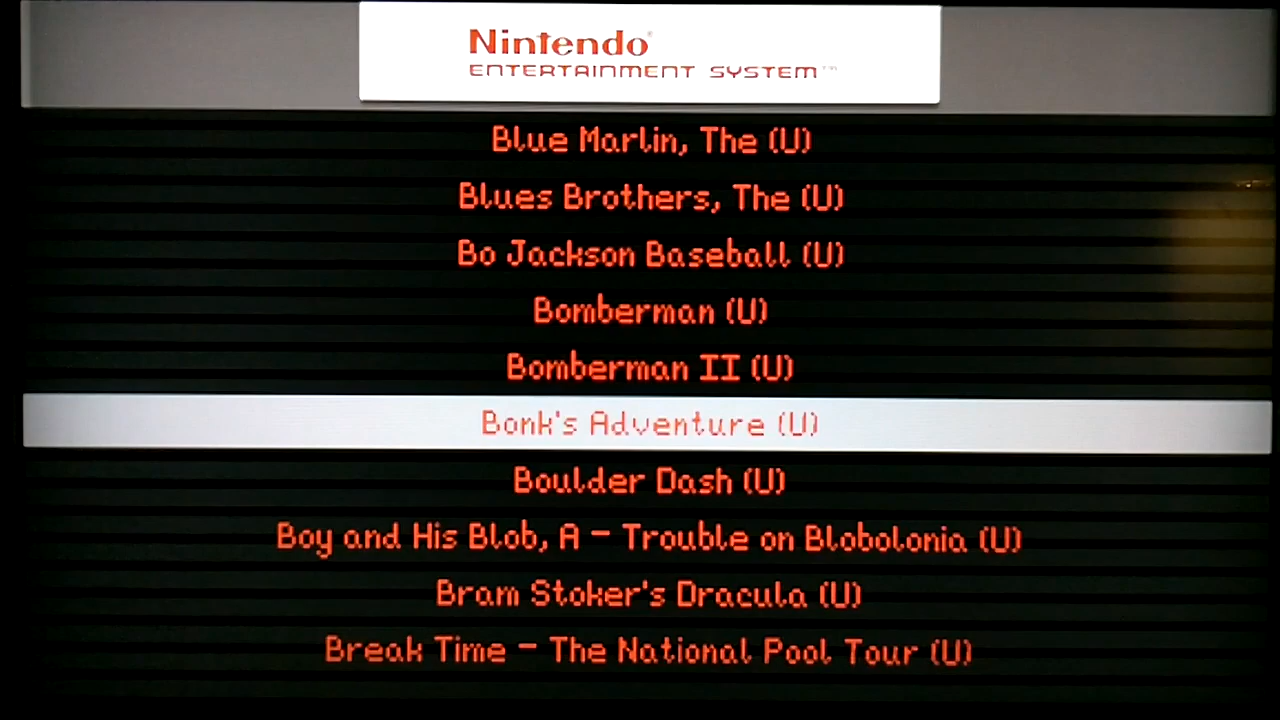 Nintendo
ENTERTAINMENT SYSTEM™
Blue Marlin, The (U)
Blues Brothers, The (U)
Bo Jackson Baseball (U)
Bomberman (U)
Bomberman II (U)
Bonk's Adventure (U)
Boulder Dash (U)
Boy and His Blob, A - Trouble on Blobolonia (U)
Bram Stoker's Dracula (U)
Break Time - The National Pool Tour (U)